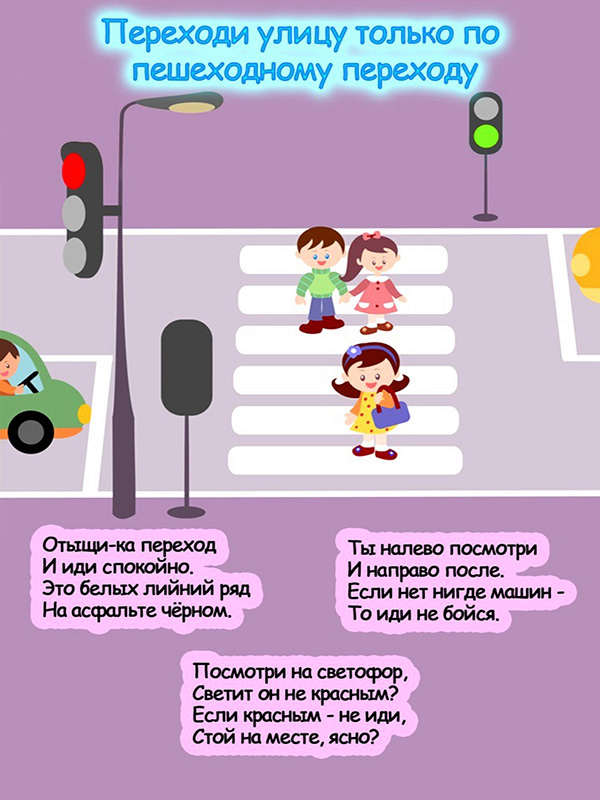 Переходи улицу только по
пешеходному переходу
Отыщи-ка переход
И иди спокойно.
Это белых лийний ряд
На асфальте чёрном.
Ты налево посмотри
И направо после.
Если нет нигде машин -
То иди не бойся.
Посмотри на светофор,
Светит он не красным?
Если красным - не иди,
Стой на месте, ясно?